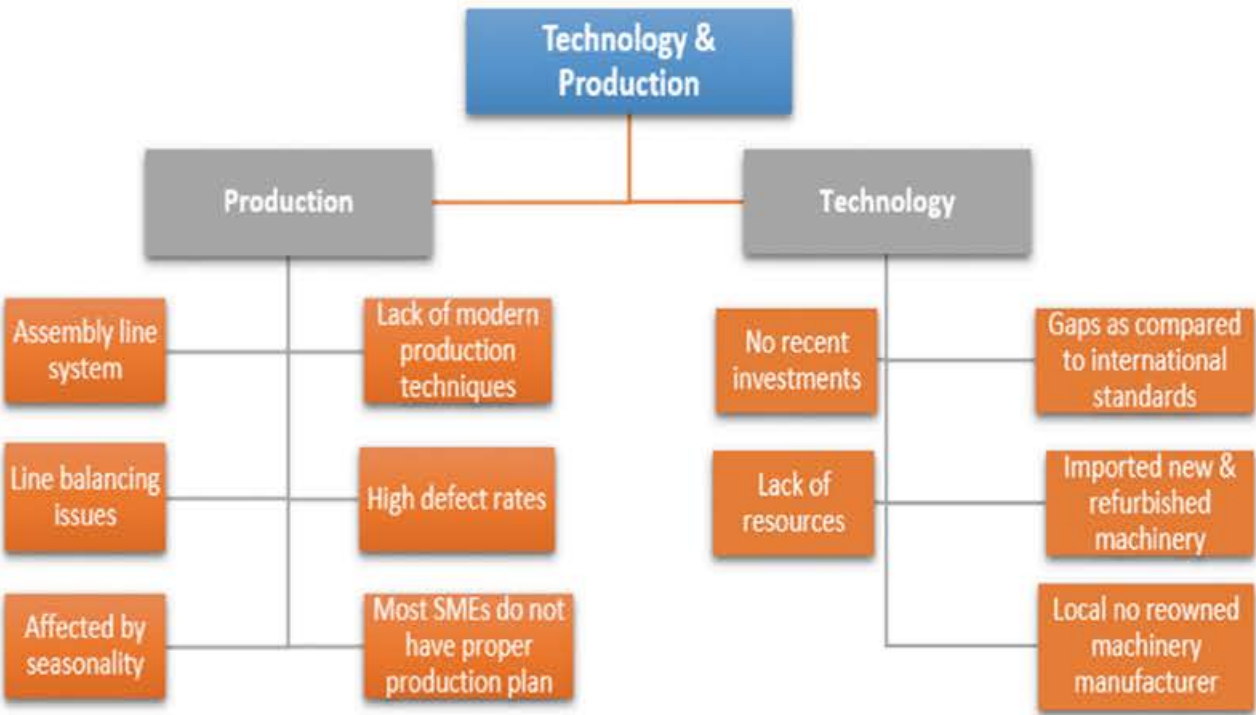 Technology &
Production
Production
Technology
Assembly line
system
Lack of modern
production
techniques
No recent
investments
Gaps as compared
to international
standards
Line balancing
issues
High defect rates
Lack of
resources
Imported new &
refurbished
machinery
Affected by
seasonality
Most SMEs do not
have proper
production plan
Local no reowned
machinery
manufacturer